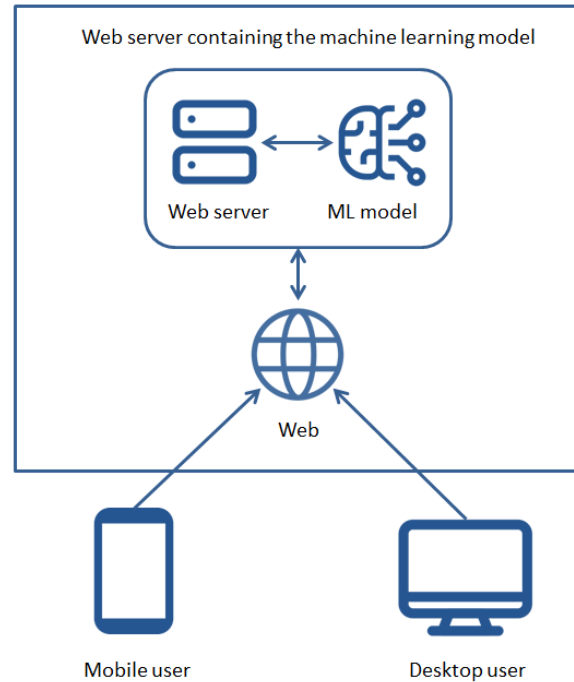 Web server containing the machine learning model
Web server
ML model
Web
Mobile user
Desktop user